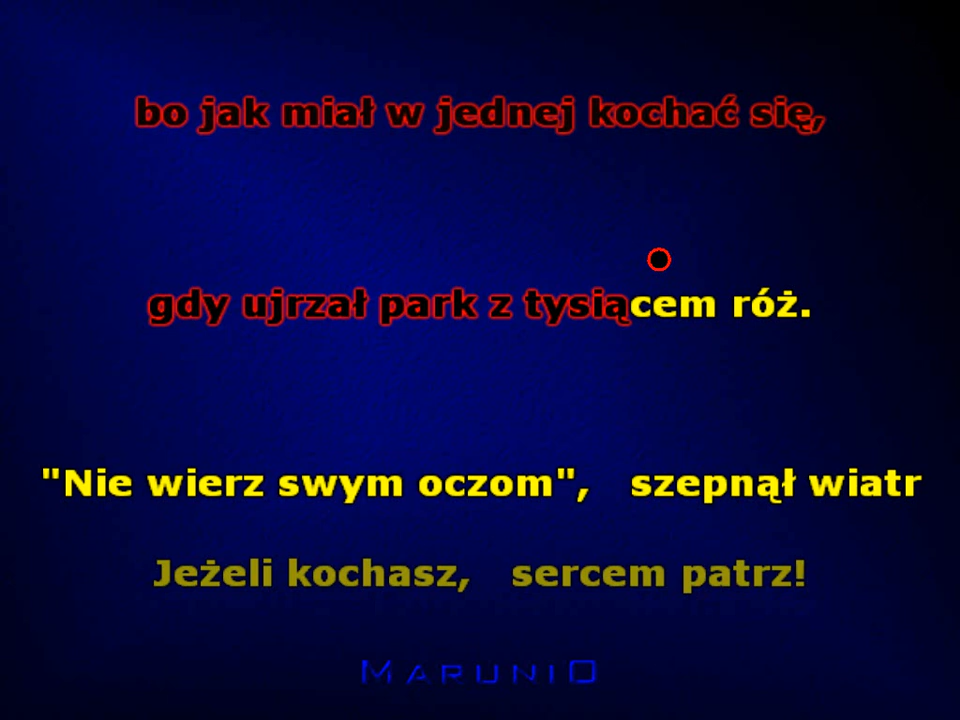 bo jak miał w jednej kochać się,
gdy ujrzał park z tysiącem róż.
"Nie wierz swym oczom", szepnął wiatr
Jeżeli kochasz, sercem patrz!
MARUNIO